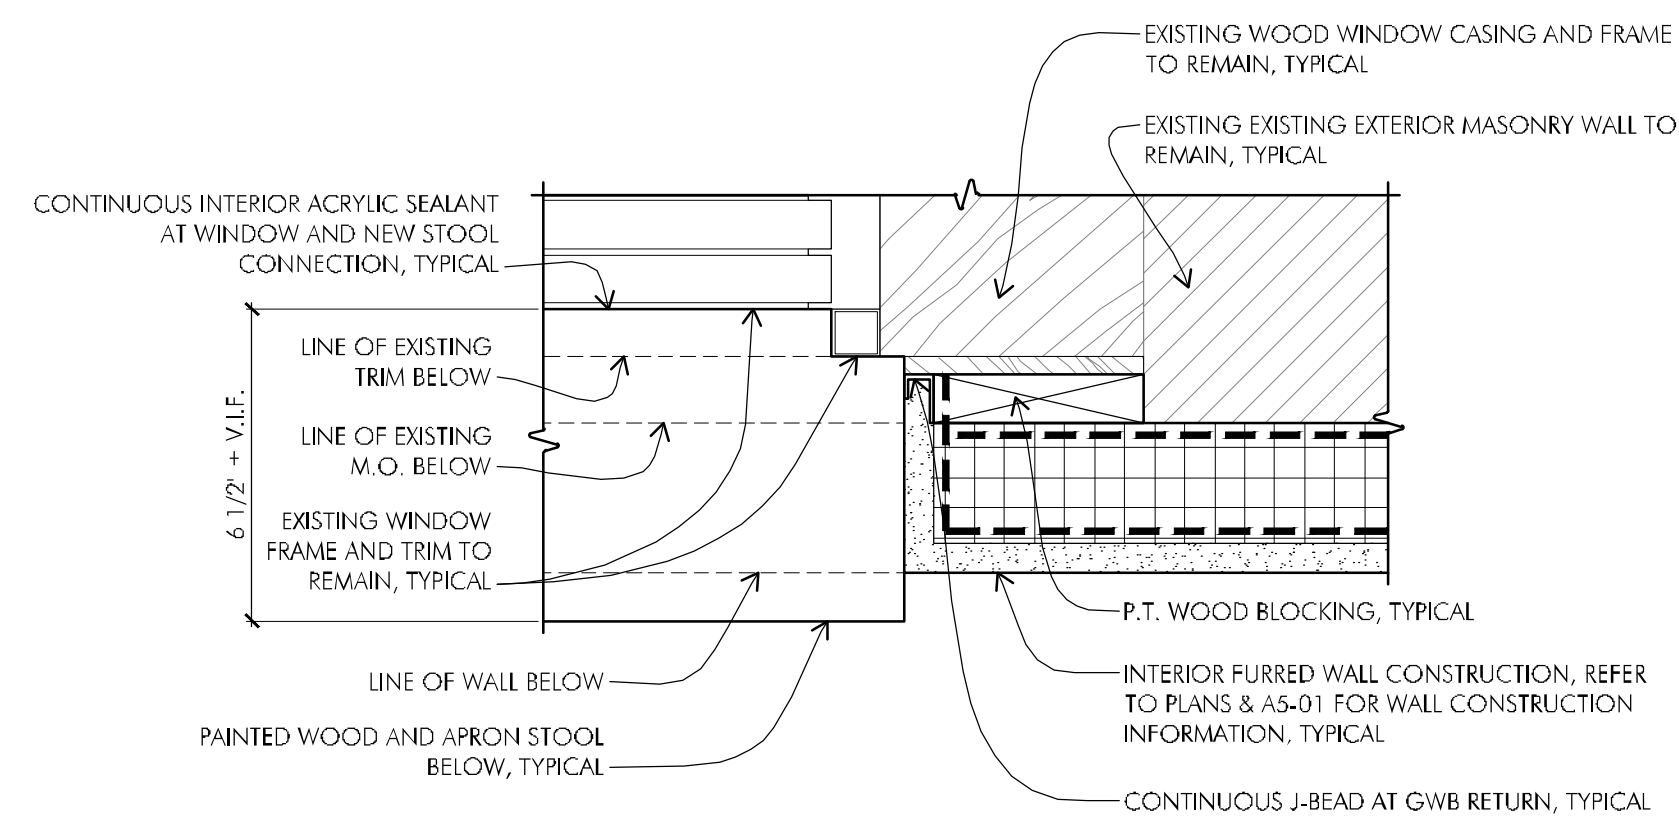 EXISTING WOOD WINDOW CASING AND FRAME
TO REMAIN, TYPICAL
EXISTING EXISTING EXTERIOR MASONRY WALL TO
REMAIN, TYPICAL
CONTINUOUS INTERIOR ACRYLIC SEALANT
AT WINDOW AND NEW STOOL
CONNECTION, TYPICAL
LINE OF EXISTING
TRIM BELOW
LINE OF EXISTING
M.O. BELOW
6 1/2" + V.I.F.
EXISTING WINDOW
FRAME AND TRIM TO
REMAIN, TYPICAL
LINE OF WALL BELOW
PAINTED WOOD AND APRON STOOL
BELOW, TYPICAL
P.T. WOOD BLOCKING, TYPICAL
INTERIOR FURRED WALL CONSTRUCTION, REFER
TO PLANS & A5-01 FOR WALL CONSTRUCTION
INFORMATION, TYPICAL
CONTINUOUS J-BEAD AT GWB RETURN, TYPICAL